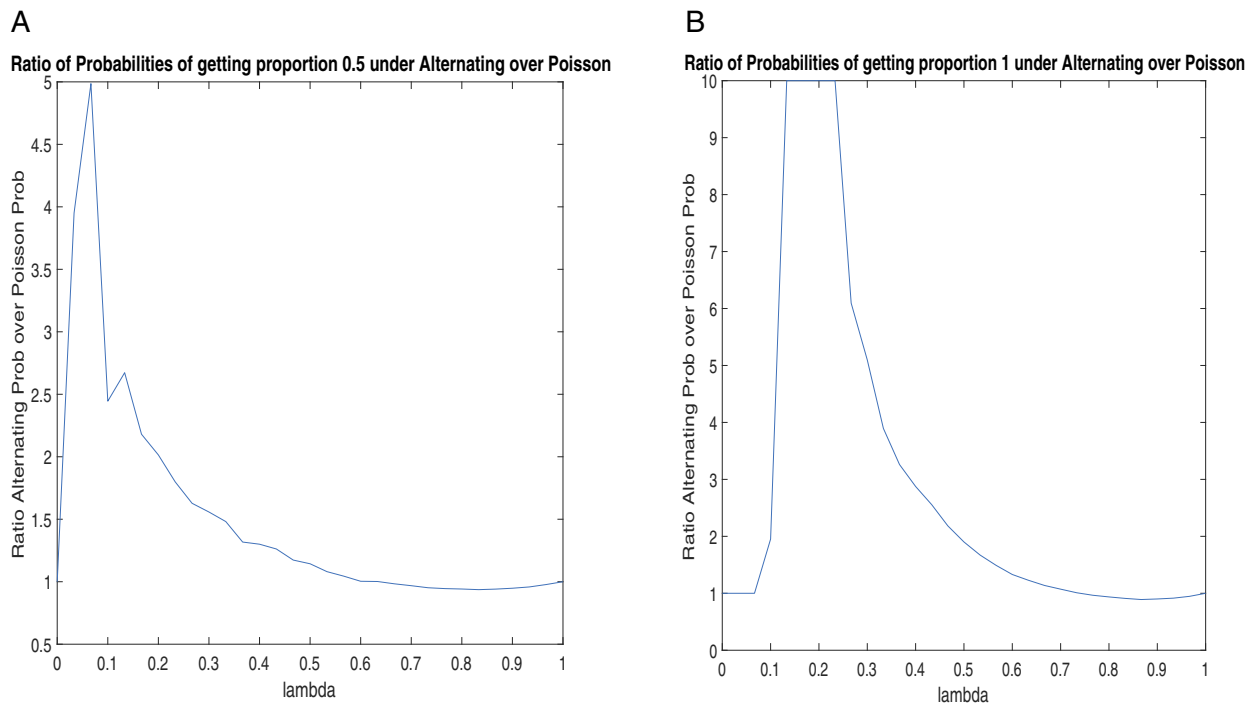 A
Ratio of Probabilities of getting proportion 0.5 under Alternating over Poisson
Ratio Alternating Prob over Poisson Prob
5
4.5
4
3.5
3
2.5
2
1.5
1
0.5
0 0.1 0.2 0.3 0.4 0.5 0.6 0.7 0.8 0.9 1
lambda
B
Ratio of Probabilities of getting proportion 1 under Alternating over Poisson
Ratio Alternating Prob over Poisson Prob
10
9
8
7
6
5
4
3
2
1
0
0 0.1 0.2 0.3 0.4 0.5 0.6 0.7 0.8 0.9 1
lambda